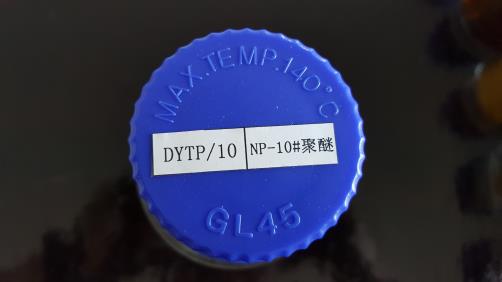 MAX.TEMP.140°C
DYTP/10
NP-10#聚醚
GL45